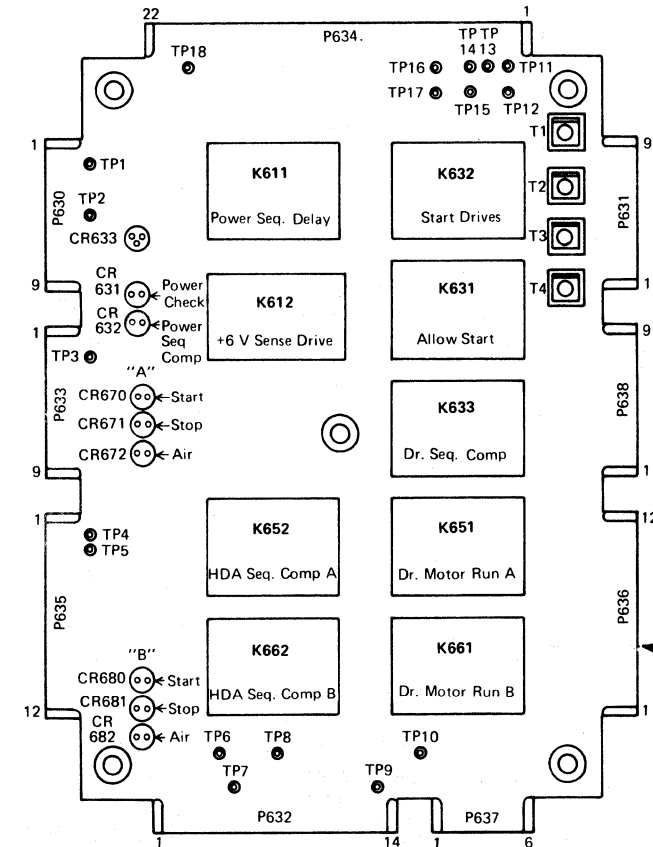 22
1
P634.
TP18
TP TP
14 13
TP16
TP11
TP17
TP15
TP12
T1
1
9
TP1
K611
Power Seq. Delay
K632
Start Drives
T2
P630
TP2
P631
CR633
T3
CR
631
Power
Check
9
T4
1
CR
632
Power
Seq
Comp
K612
+6 V Sense Drive
K631
Allow Start
1
9
TP3
"A"
P633
CR670
Start
CR671
Stop
CR672
Air
K633
Dr. Seq. Comp
P638
9
1
1
12
K652
HDA Seq. Comp A
K651
Dr. Motor Run A
TP4
TP5
P635
P636
"B"
K662
HDA Seq. Comp B
K661
Dr. Motor Run B
CR680
Start
CR681
Stop
CR
682
Air
12
1
TP6
TP8
TP10
TP7
TP9
P632
P637
1
14
1
6